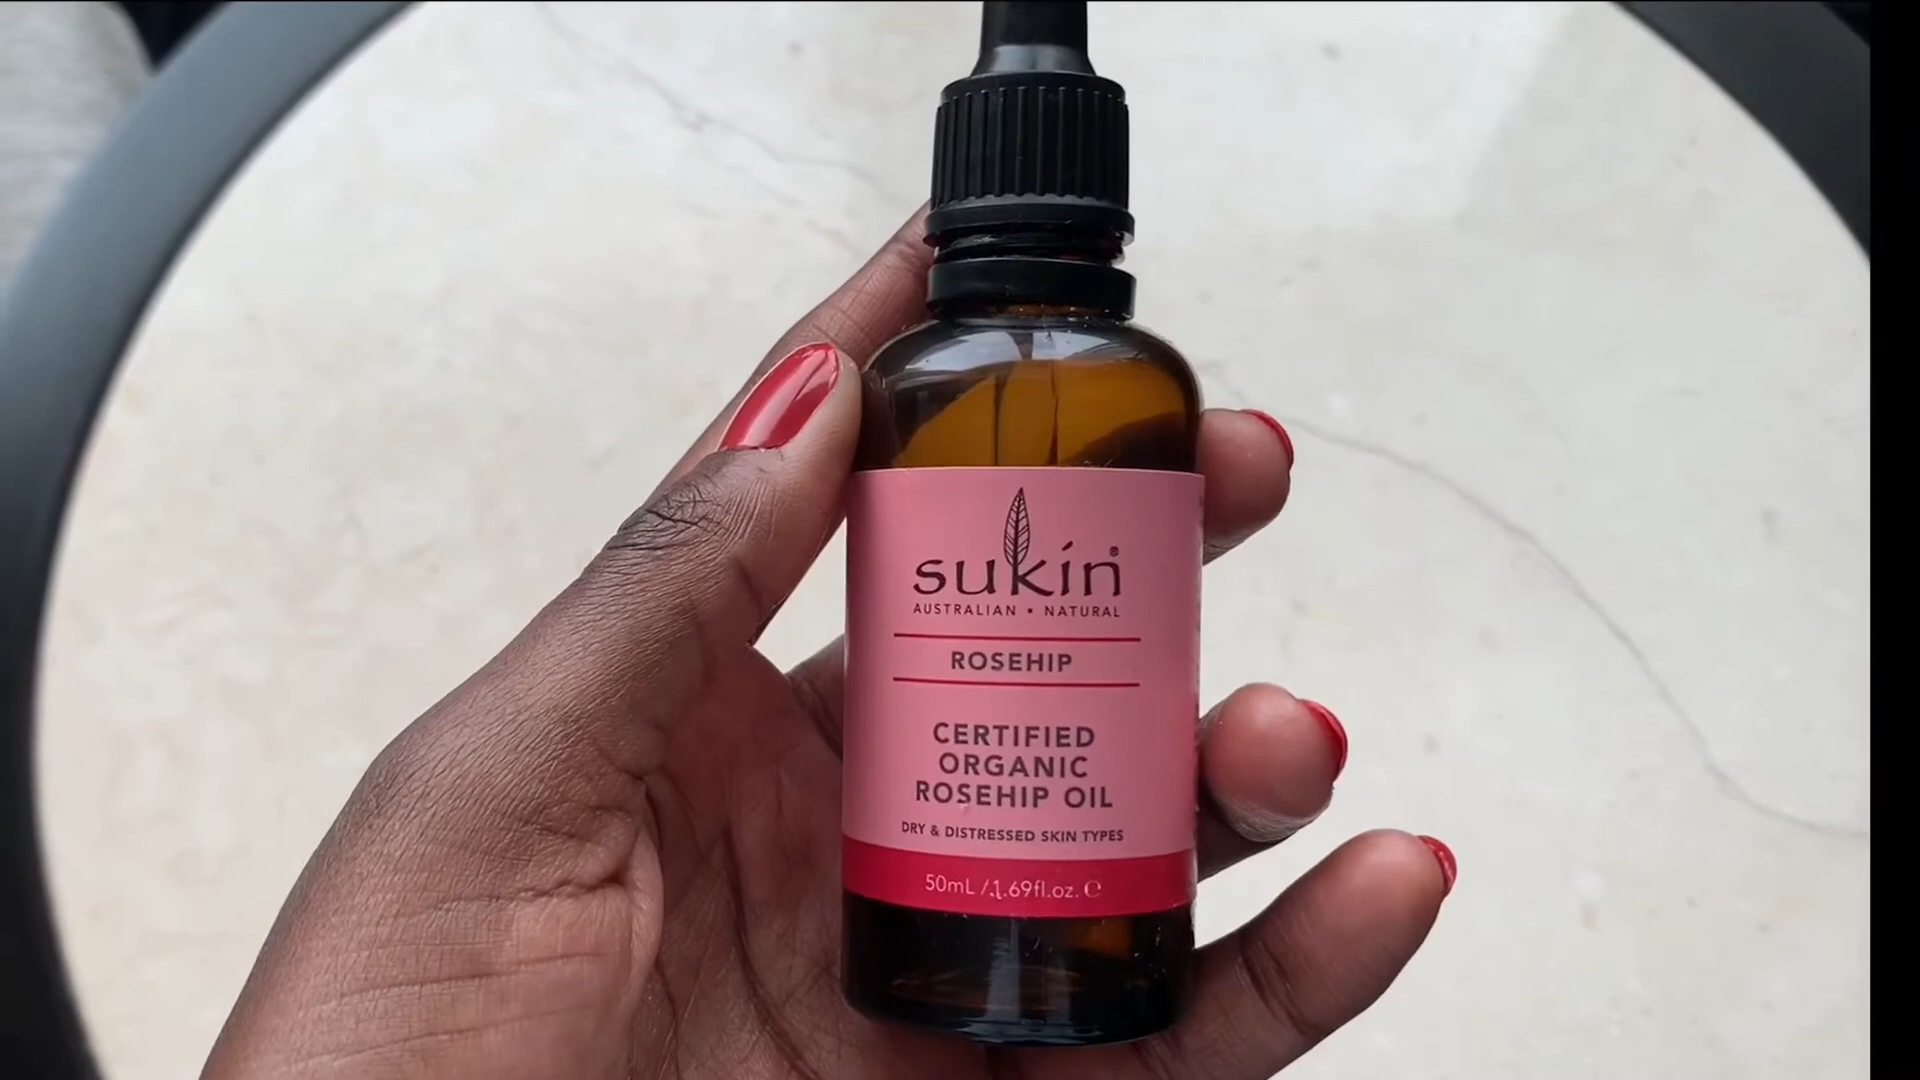 sukin®
AUSTRALIAN • NATURAL
ROSEHIP
CERTIFIED
ORGANIC
ROSEHIP OIL
DRY & DISTRESSED SKIN TYPES
50mL / 1.69fl.oz. ℮